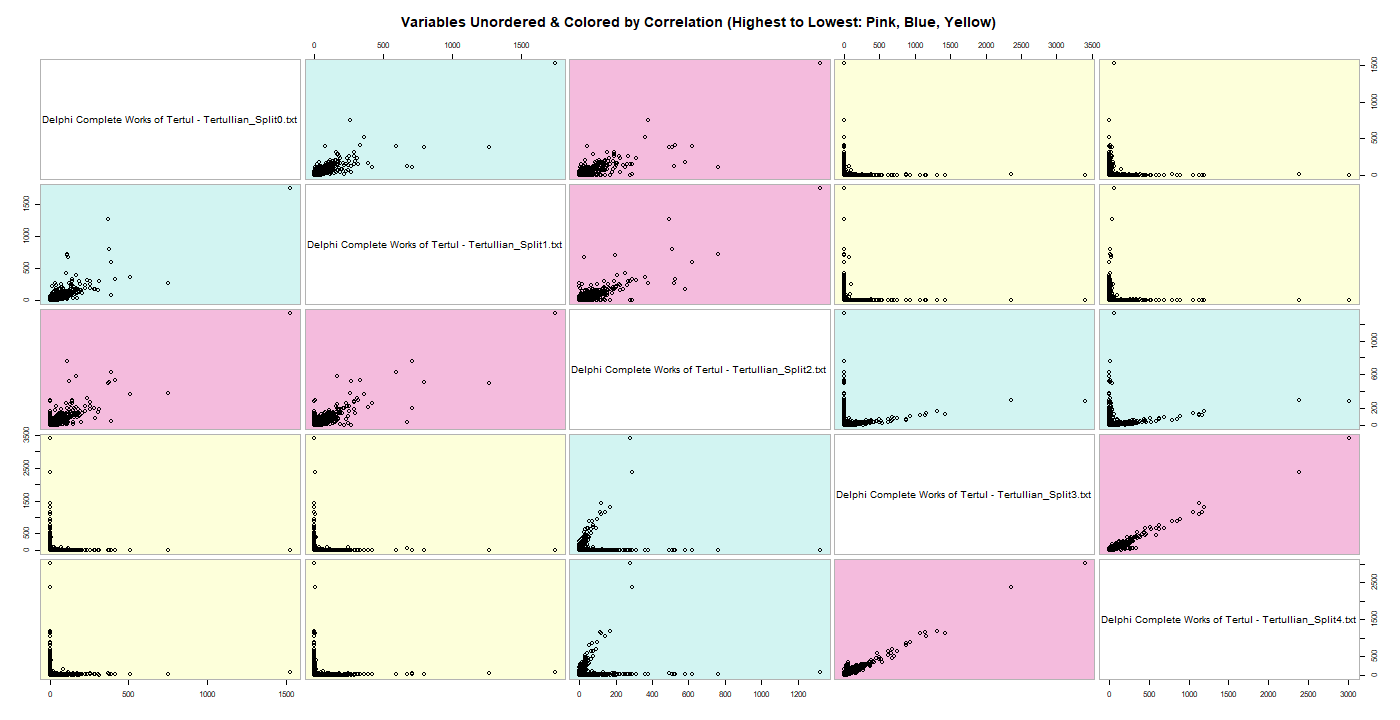 Variables Unordered & Colored by Correlation (Highest to Lowest: Pink, Blue, Yellow)
0 500 1000 1500
0 500 1000 1500 2000 2500 3000 3500
Delphi Complete Works of Tertul - Tertullian_Split0.txt
0 500 1000 1500
0 500 1000 1500
Delphi Complete Works of Tertul - Tertullian_Split1.txt
Delphi Complete Works of Tertul - Tertullian_Split2.txt
0 200 600 1000
0 500 1500 2500 3500
Delphi Complete Works of Tertul - Tertullian_Split3.txt
Delphi Complete Works of Tertul - Tertullian_Split4.txt
0 500 1500 2500
0 500 1000 1500
0 200 400 600 800 1000 1200
0 500 1000 1500 2000 2500 3000